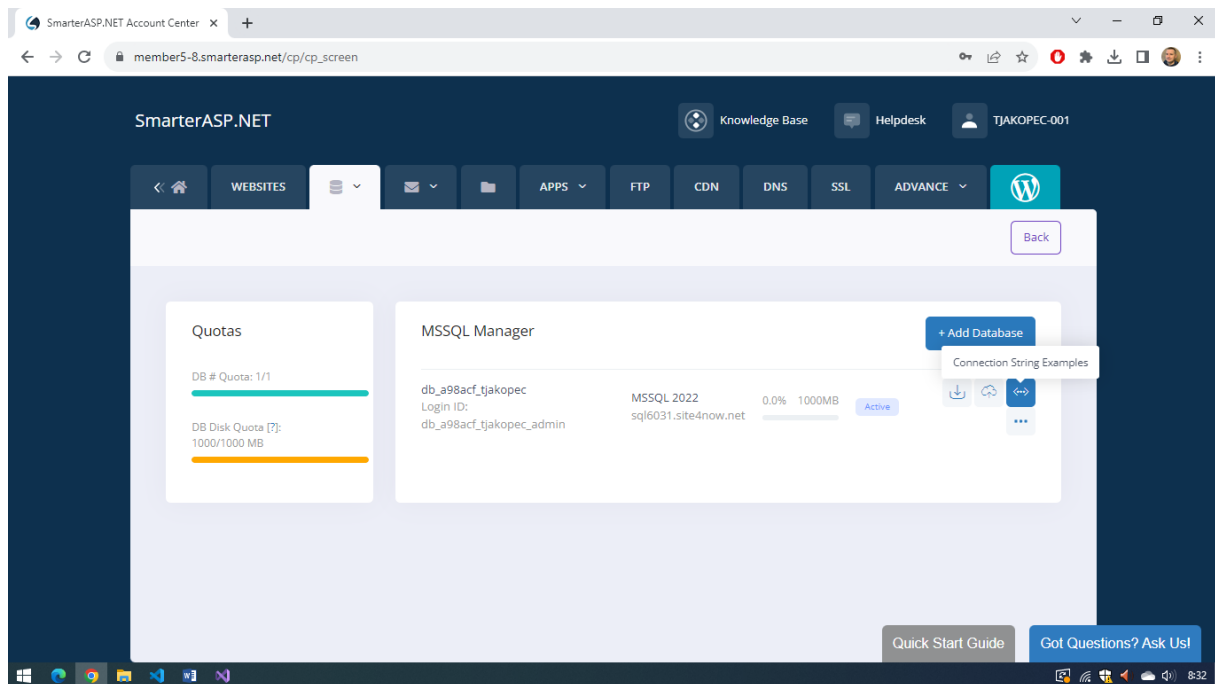 SmarterASP.NET Account Center
member5-8.smarterasp.net/cp/cp_screen
SmarterASP.NET
Knowledge Base
Helpdesk
TJAKOPEC-001
WEBSITES
APPS
FTP
CDN
DNS
SSL
ADVANCE
Back
Quotas
DB # Quota: 1/1
DB Disk Quota [?]:
1000/1000 MB
MSSQL Manager
+ Add Database
Connection String Examples
db_a98acf_tjakopec
Login ID:
db_a98acf_tjakopec_admin
MSSQL 2022
sql6031.site4now.net
0.0% 1000MB
Active
Quick Start Guide
Got Questions? Ask Us!
8:32